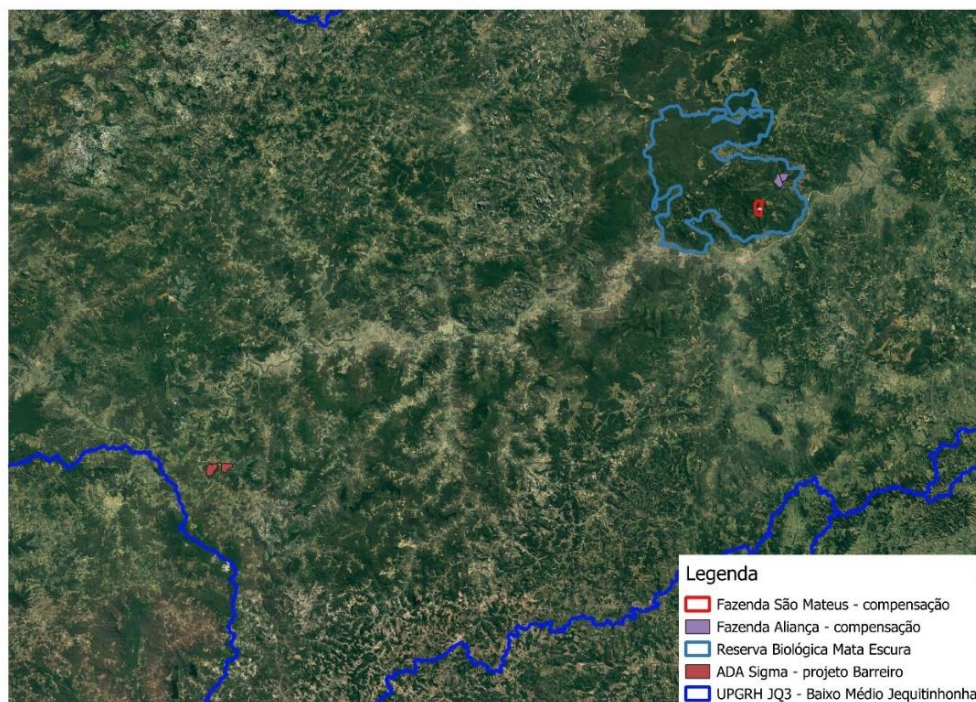 Legenda
Fazenda São Mateus - compensação
Fazenda Aliança - compensação
Reserva Biológica Mata Escura
ADA Sigma - projeto Barreiro
UPGRH JQ3 - Baixo Médio Jequitinhonha